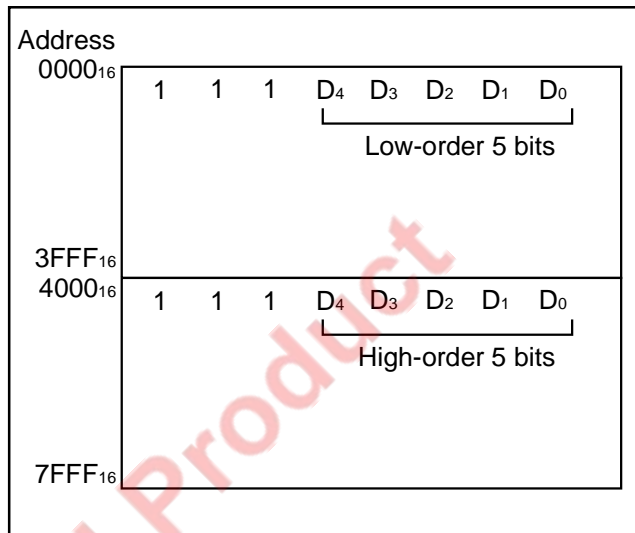 Address
0000₁₆
1 1 1 D₄ D₃ D₂ D₁ D₀
Low-order 5 bits
3FFF₁₆
4000₁₆
1 1 1 D₄ D₃ D₂ D₁ D₀
High-order 5 bits
7FFF₁₆
Product